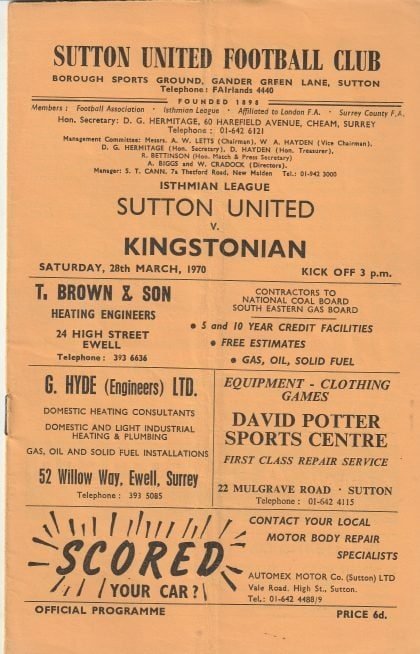 SUTTON UNITED FOOTBALL CLUB
BOROUGH SPORTS GROUND, GANDER GREEN LANE, SUTTON
Telephone: FAIrlands 4440
FOUNDED 1898
Members : Football Association · Isthmian League · Affiliated to London F.A. · Surrey County F.A.
Hon. Secretary: D. G. HERMITAGE, 60 HAREFIELD AVENUE, CHEAM, SURREY
Telephone : 01-642 6121
Management Committee: Messrs. A. W. LETTS (Chairman), W. A. HAYDEN (Vice Chairman).
D. G. HERMITAGE (Hon. Secretary). D. HAYDEN (Hon. Treasurer).
R. BETTINSON (Hon. Match & Press Secretary)
A. BIGGS and W. CRADOCK (Directors).
Manager: S. T. CANN, 7a Thetford Road, New Malden Tel.: 01-942 3000
ISTHMIAN LEAGUE
SUTTON UNITED
v.
KINGSTONIAN
SATURDAY, 28th MARCH, 1970 KICK OFF 3 p.m.
T. BROWN & SON
HEATING ENGINEERS
24 HIGH STREET
EWELL
Telephone : 393 6636
CONTRACTORS TO
NATIONAL COAL BOARD
SOUTH EASTERN GAS BOARD
• 5 and 10 YEAR CREDIT FACILITIES
• FREE ESTIMATES
• GAS, OIL, SOLID FUEL
G. HYDE (Engineers) LTD.
DOMESTIC HEATING CONSULTANTS
DOMESTIC AND LIGHT INDUSTRIAL
HEATING & PLUMBING
GAS, OIL AND SOLID FUEL INSTALLATIONS
52 Willow Way, Ewell, Surrey
Telephone : 393 5085
EQUIPMENT - CLOTHING
GAMES
DAVID POTTER
SPORTS CENTRE
FIRST CLASS REPAIR SERVICE
22 MULGRAVE ROAD · SUTTON
Telephone : 01-642 4115
SCORED
YOUR CAR?
CONTACT YOUR LOCAL
MOTOR BODY REPAIR
SPECIALISTS
AUTOMEX MOTOR Co. (Sutton) LTD
Vale Road, High St., Sutton.
Tel.: 01-642 4488/9
OFFICIAL PROGRAMME PRICE 6d.